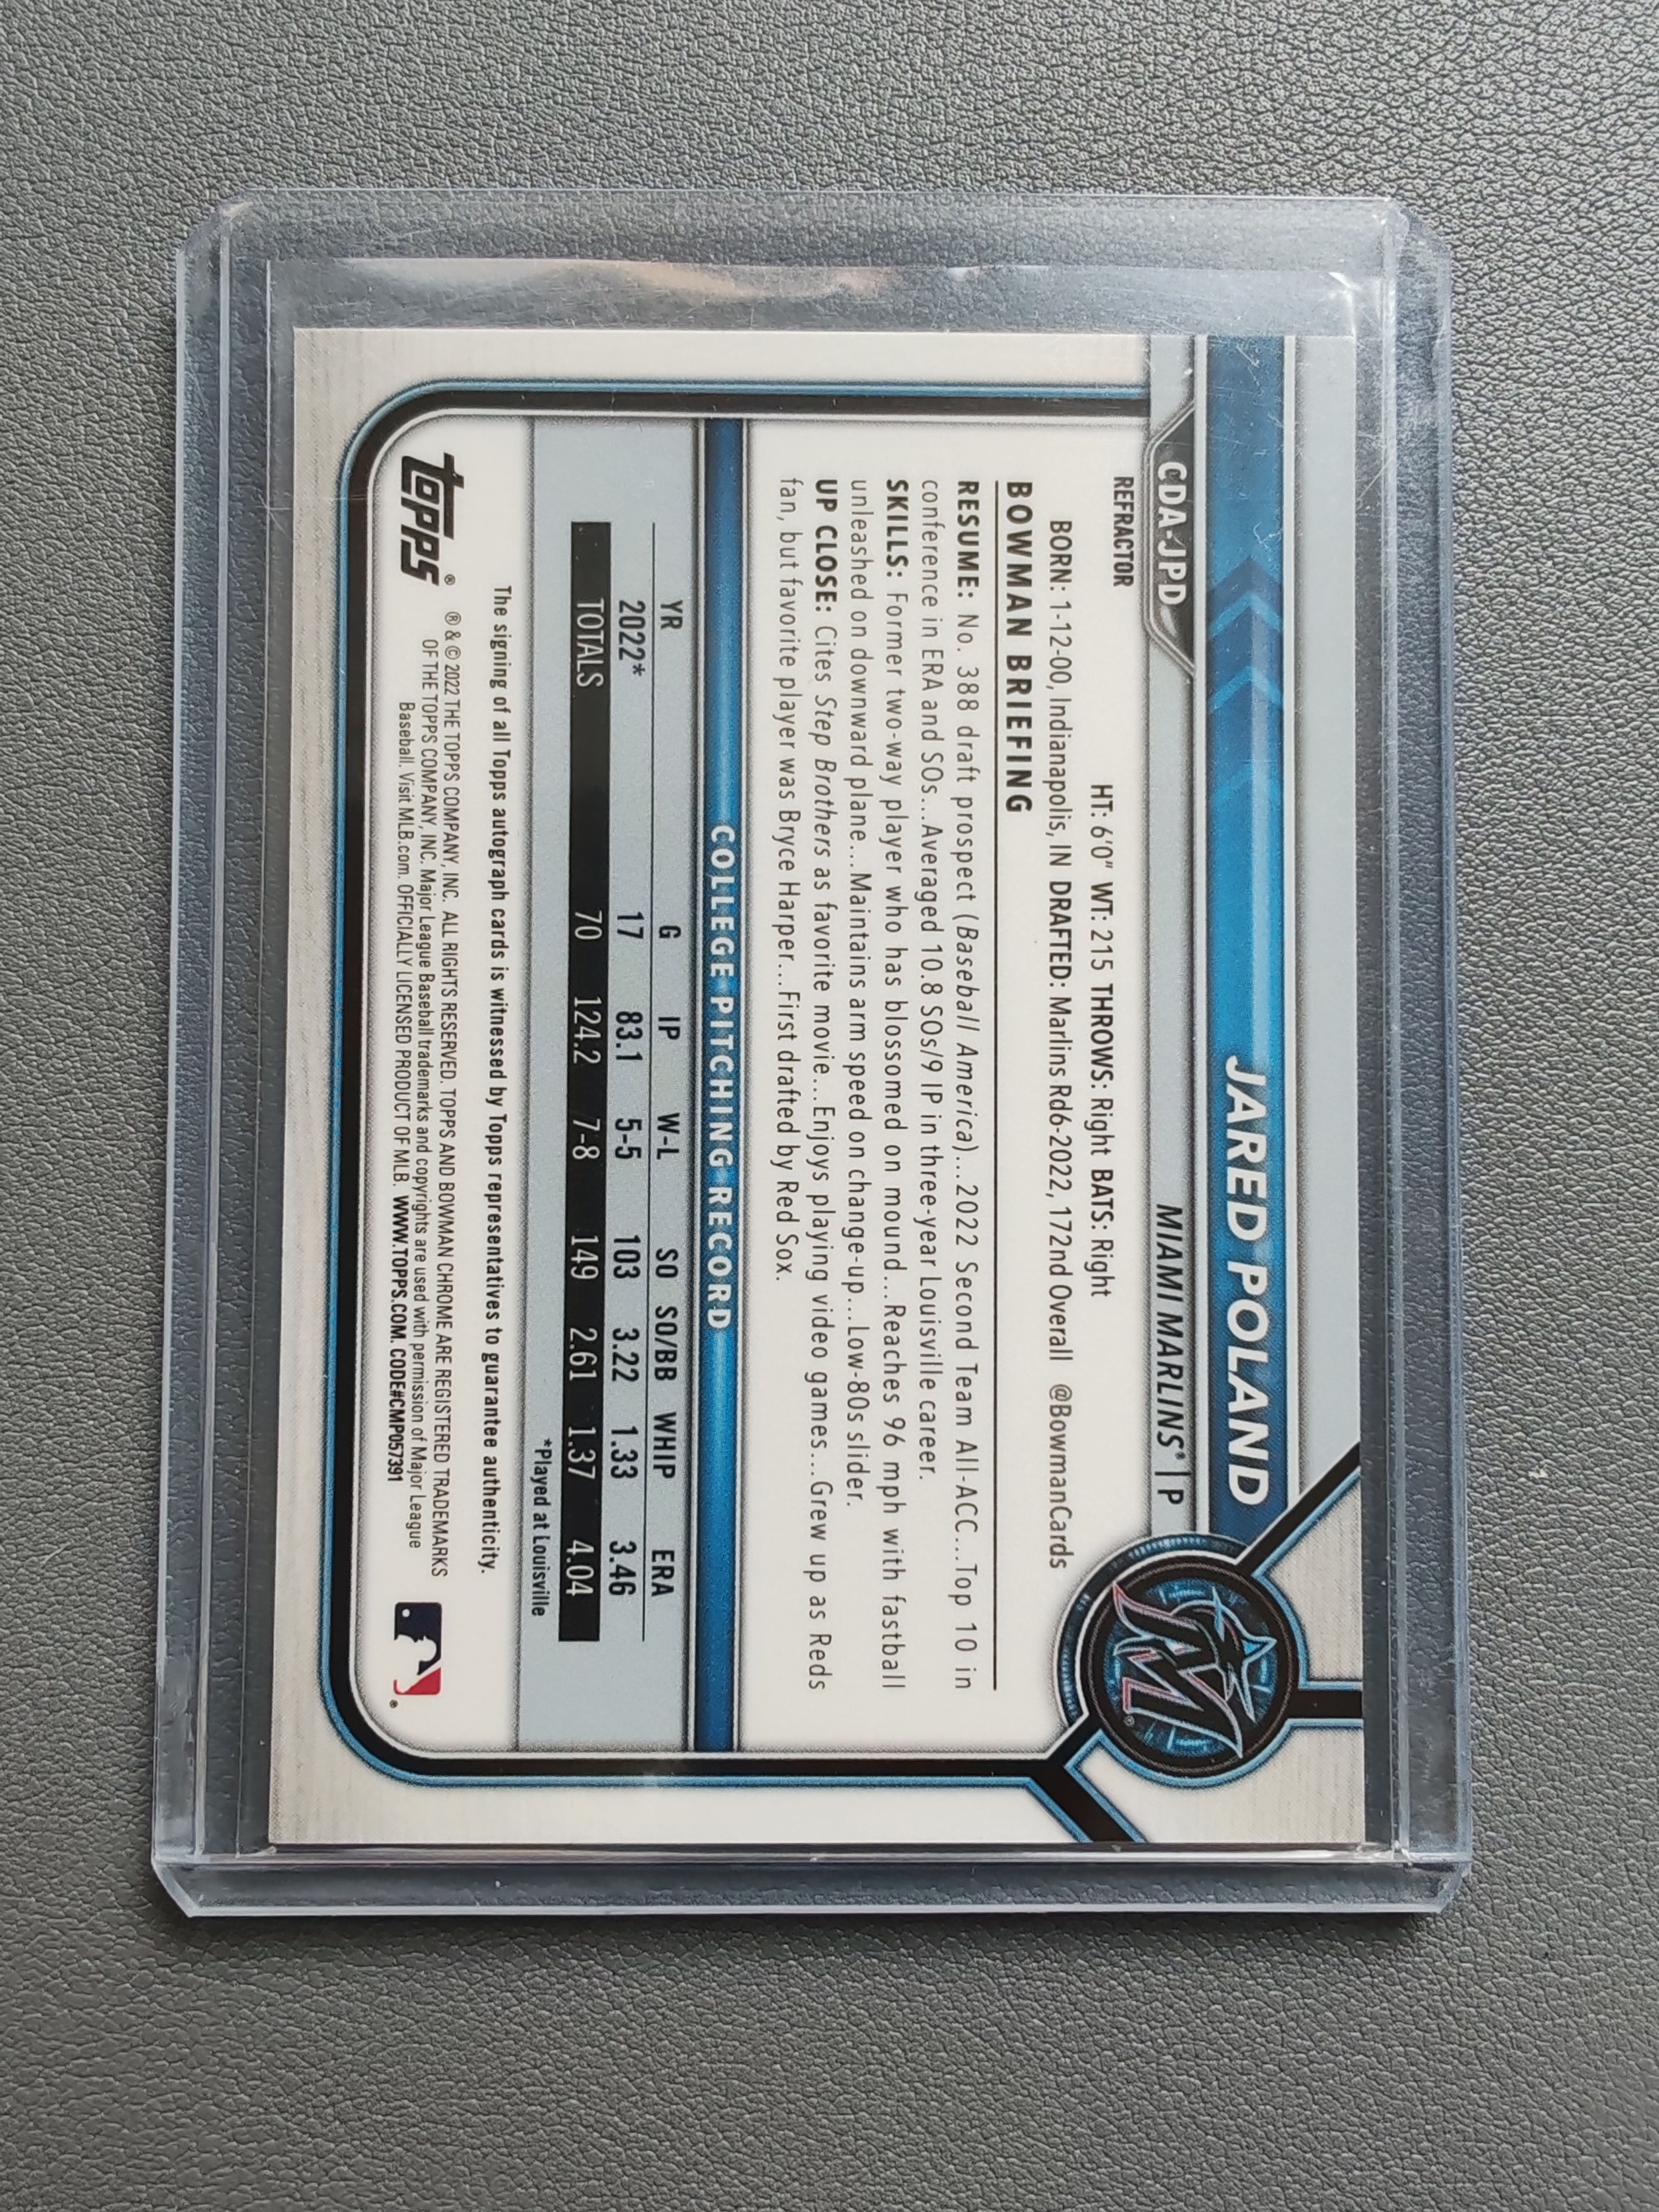 JARED POLAND
CDA-JPD
MIAMI MARLINS® | P
REFRACTOR
HT: 6'0" WT: 215 THROWS: Right BATS: Right
BORN: 1-12-00, Indianapolis, IN DRAFTED: Marlins Rd6-2022, 172nd Overall @BowmanCards
BOWMAN BRIEFING
RESUME: No. 388 draft prospect (Baseball America)...2022 Second Team All-ACC...Top 10 in
conference in ERA and SOs...Averaged 10.8 SOs/9 IP in three-year Louisville career.
SKILLS: Former two-way player who has blossomed on mound...Reaches 96 mph with fastball
unleashed on downward plane...Maintains arm speed on change-up...Low-80s slider.
UP CLOSE: Cites Step Brothers as favorite movie...Enjoys playing video games...Grew up as Reds
fan, but favorite player was Bryce Harper...First drafted by Red Sox.
COLLEGE PITCHING RECORD
YR G IP W-L SO SO/BB WHIP ERA
2022* 17 83.1 5-5 103 3.22 1.33 3.46
TOTALS 70 124.2 7-8 149 2.61 1.37 4.04
*Played at Louisville
The signing of all Topps autograph cards is witnessed by Topps representatives to guarantee authenticity.
topps®
® & © 2022 THE TOPPS COMPANY, INC. ALL RIGHTS RESERVED. TOPPS AND BOWMAN CHROME ARE REGISTERED TRADEMARKS
OF THE TOPPS COMPANY, INC. Major League Baseball trademarks and copyrights are used with permission of Major League
Baseball. Visit MLB.com. OFFICIALLY LICENSED PRODUCT OF MLB. WWW.TOPPS.COM. CODE#CMP057391